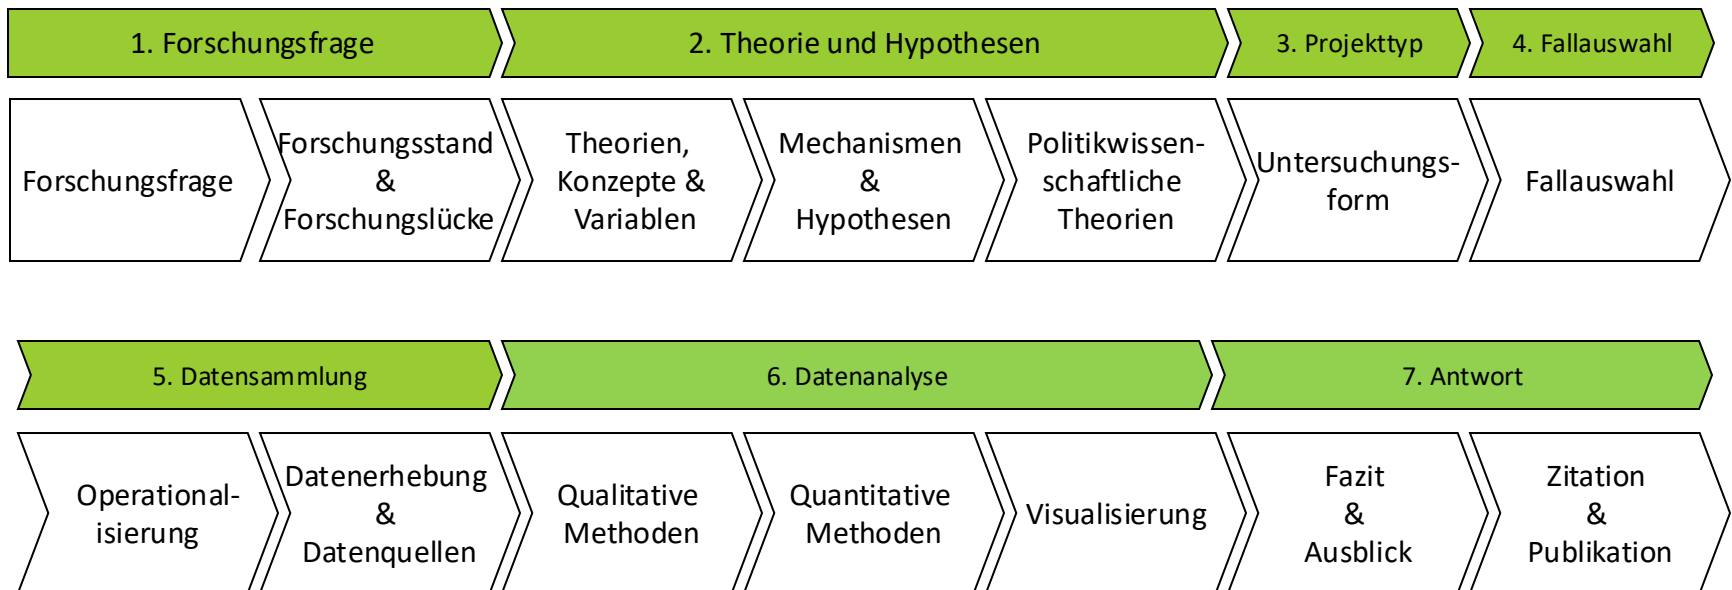 1. Forschungsfrage
2. Theorie und Hypothesen
3. Projekttyp
4. Fallauswahl
Forschungsfrage
Forschungsstand
&
Forschungslücke
Theorien,
Konzepte &
Variablen
Mechanismen
&
Hypothesen
Politikwissen-
schaftliche
Theorien
Untersuchungs-
form
Fallauswahl
5. Datensammlung
6. Datenanalyse
7. Antwort
Operational-
isierung
Datenerhebung
&
Datenquellen
Qualitative
Methoden
Quantitative
Methoden
Visualisierung
Fazit
&
Ausblick
Zitation
&
Publikation